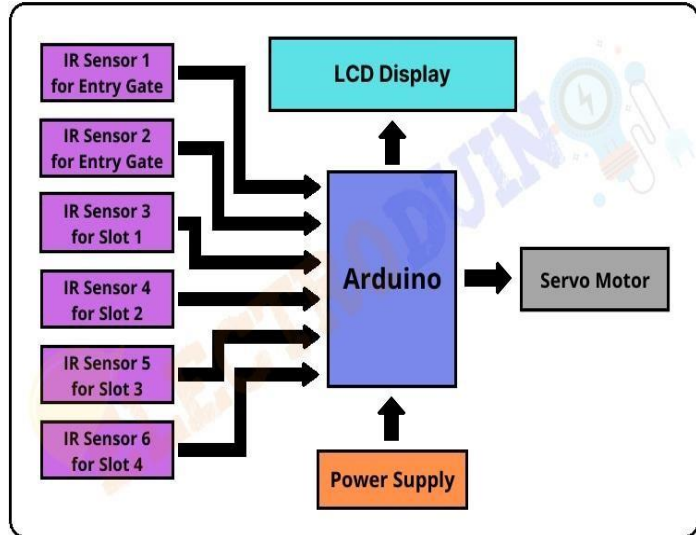 IR Sensor 1
for Entry Gate
IR Sensor 2
for Entry Gate
IR Sensor 3
for Slot 1
IR Sensor 4
for Slot 2
IR Sensor 5
for Slot 3
IR Sensor 6
for Slot 4
LCD Display
Arduino
Servo Motor
Power Supply
ELECTRODUINO